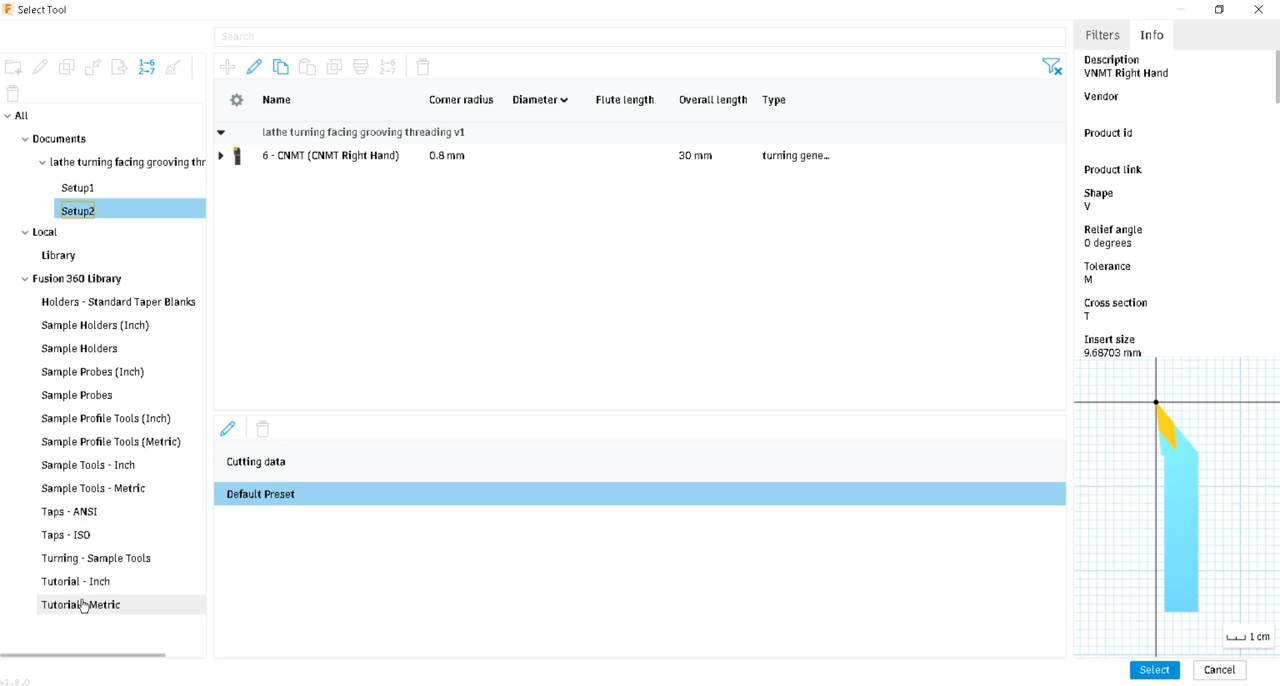 Select Tool
Search
Filters Info
Name Corner radius Diameter Flute length Overall length Type
lathe turning facing grooving threading v1
6 - CNMT (CNMT Right Hand) 0.8 mm 30 mm turning gene...
Cutting data
Default Preset
All
Documents
lathe turning facing grooving thr
Setup1
Setup2
Local
Library
Fusion 360 Library
Holders - Standard Taper Blanks
Sample Holders (Inch)
Sample Holders
Sample Probes (Inch)
Sample Probes
Sample Profile Tools (Inch)
Sample Profile Tools (Metric)
Sample Tools - Inch
Sample Tools - Metric
Taps - ANSI
Taps - ISO
Turning - Sample Tools
Tutorial - Inch
Tutorial Metric
v1.8.0
Description
VNMT Right Hand
Vendor
Product id
Product link
Shape
V
Relief angle
0 degrees
Tolerance
M
Cross section
T
Insert size
9.68703 mm
1 cm
Select Cancel